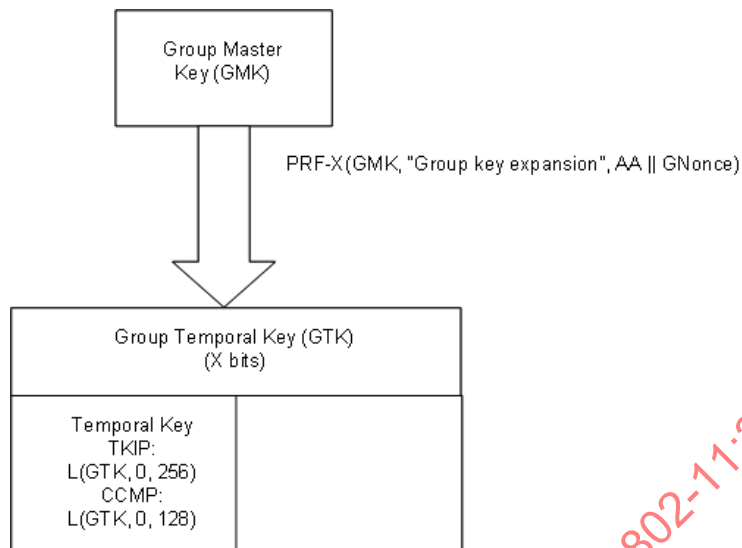 Group Master
Key (GMK)
PRF-X(GMK, "Group key expansion", AA || GNonce)
Group Temporal Key (GTK)
(X bits)
Temporal Key
TKIP:
L(GTK, 0, 256)
CCMP:
L(GTK, 0, 128)
802-11: